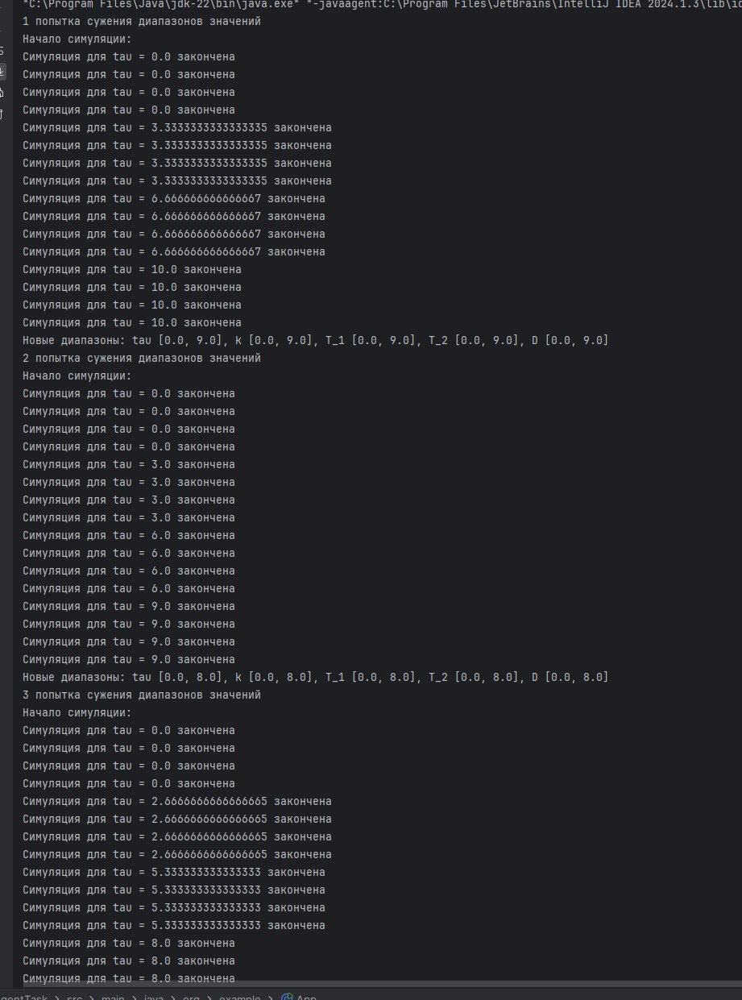 "C:\Program Files\Java\jdk-22\bin\java.exe" "-javaagent:C:\Program Files\JetBrains\IntelliJ IDEA 2024.1.3\lib\
1 попытка сужения диапазонов значений
Начало симуляции:
Симуляция для tau = 0.0 закончена
Симуляция для tau = 0.0 закончена
Симуляция для tau = 0.0 закончена
Симуляция для tau = 0.0 закончена
Симуляция для tau = 3.3333333333333335 закончена
Симуляция для tau = 3.3333333333333335 закончена
Симуляция для tau = 3.3333333333333335 закончена
Симуляция для tau = 3.3333333333333335 закончена
Симуляция для tau = 6.666666666666667 закончена
Симуляция для tau = 6.666666666666667 закончена
Симуляция для tau = 6.666666666666667 закончена
Симуляция для tau = 6.666666666666667 закончена
Симуляция для tau = 10.0 закончена
Симуляция для tau = 10.0 закончена
Симуляция для tau = 10.0 закончена
Симуляция для tau = 10.0 закончена
Новые диапазоны: tau [0.0, 9.0], k [0.0, 9.0], T_1 [0.0, 9.0], T_2 [0.0, 9.0], D [0.0, 9.0]
2 попытка сужения диапазонов значений
Начало симуляции:
Симуляция для tau = 0.0 закончена
Симуляция для tau = 0.0 закончена
Симуляция для tau = 0.0 закончена
Симуляция для tau = 0.0 закончена
Симуляция для tau = 3.0 закончена
Симуляция для tau = 3.0 закончена
Симуляция для tau = 3.0 закончена
Симуляция для tau = 3.0 закончена
Симуляция для tau = 6.0 закончена
Симуляция для tau = 6.0 закончена
Симуляция для tau = 6.0 закончена
Симуляция для tau = 6.0 закончена
Симуляция для tau = 9.0 закончена
Симуляция для tau = 9.0 закончена
Симуляция для tau = 9.0 закончена
Симуляция для tau = 9.0 закончена
Новые диапазоны: tau [0.0, 8.0], k [0.0, 8.0], T_1 [0.0, 8.0], T_2 [0.0, 8.0], D [0.0, 8.0]
3 попытка сужения диапазонов значений
Начало симуляции:
Симуляция для tau = 0.0 закончена
Симуляция для tau = 0.0 закончена
Симуляция для tau = 0.0 закончена
Симуляция для tau = 0.0 закончена
Симуляция для tau = 2.6666666666666665 закончена
Симуляция для tau = 2.6666666666666665 закончена
Симуляция для tau = 2.6666666666666665 закончена
Симуляция для tau = 2.6666666666666665 закончена
Симуляция для tau = 5.333333333333333 закончена
Симуляция для tau = 5.333333333333333 закончена
Симуляция для tau = 5.333333333333333 закончена
Симуляция для tau = 5.333333333333333 закончена
Симуляция для tau = 8.0 закончена
Симуляция для tau = 8.0 закончена
Симуляция для tau = 8.0 закончена
gentTask > src > main > java > org > example > App